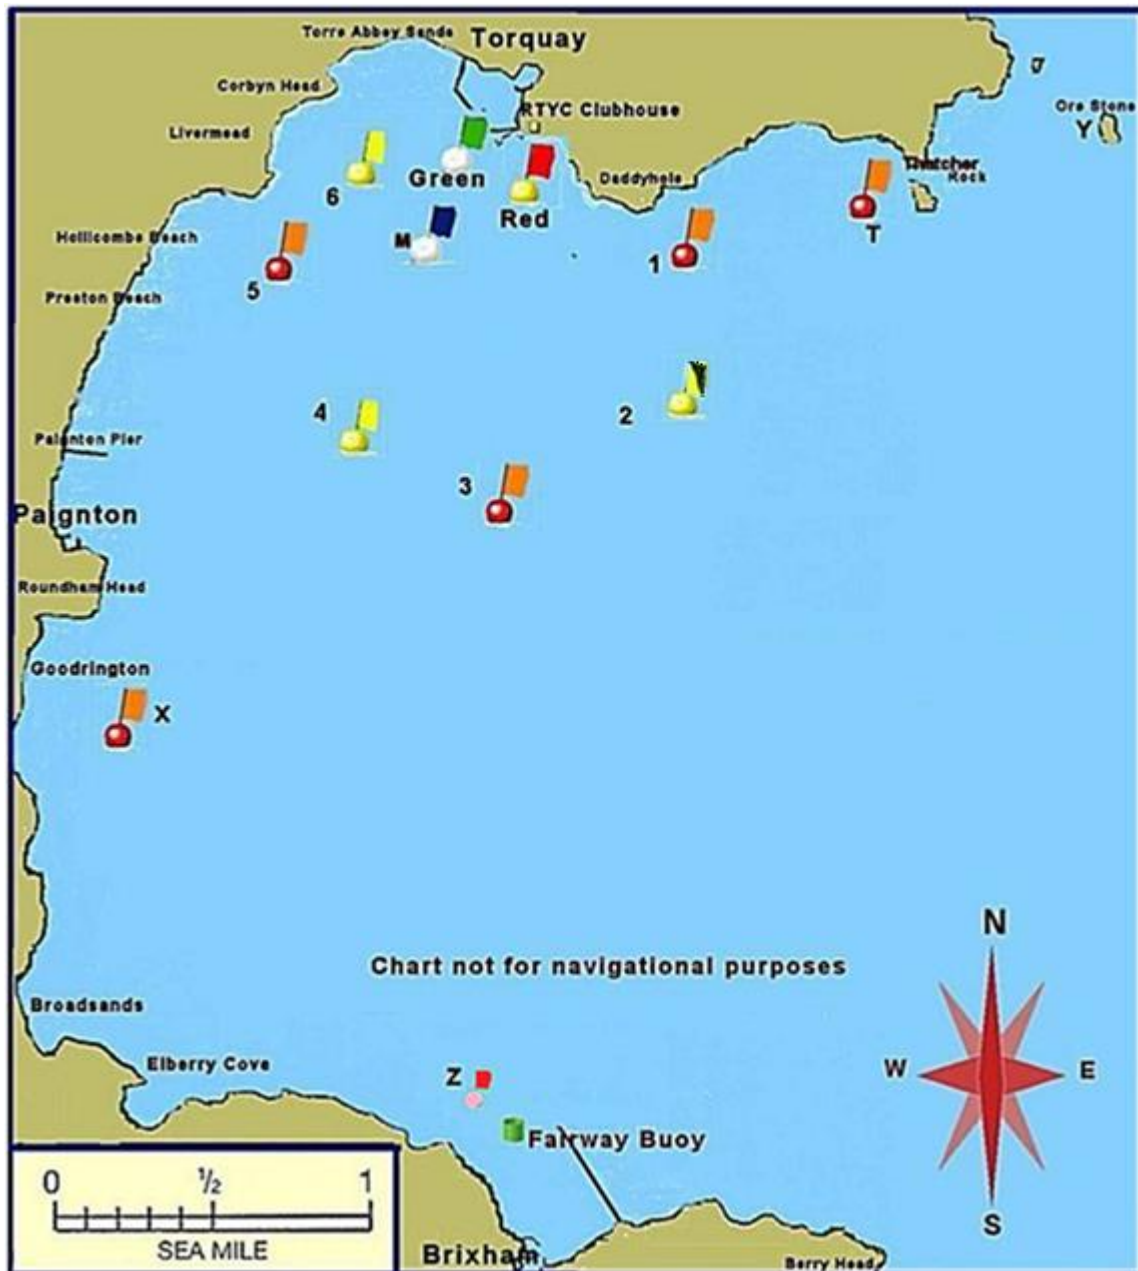 Torre Abbey Sands
Torquay
Corbyn Head
RTYC Clubhouse
Ore Stone
Y
Livermead
Thatcher
Rock
Green
Daddyhole
6
Red
T
M
Hollicombe Beach
1
5
Preston Beach
4
2
Paignton Pier
3
Paignton
Roundham Head
Goodrington
X
N
Chart not for navigational purposes
Broadsands
Elberry Cove
W
E
Z
Fairway Buoy
0 ½ 1
SEA MILE
S
Brixham
Berry Head